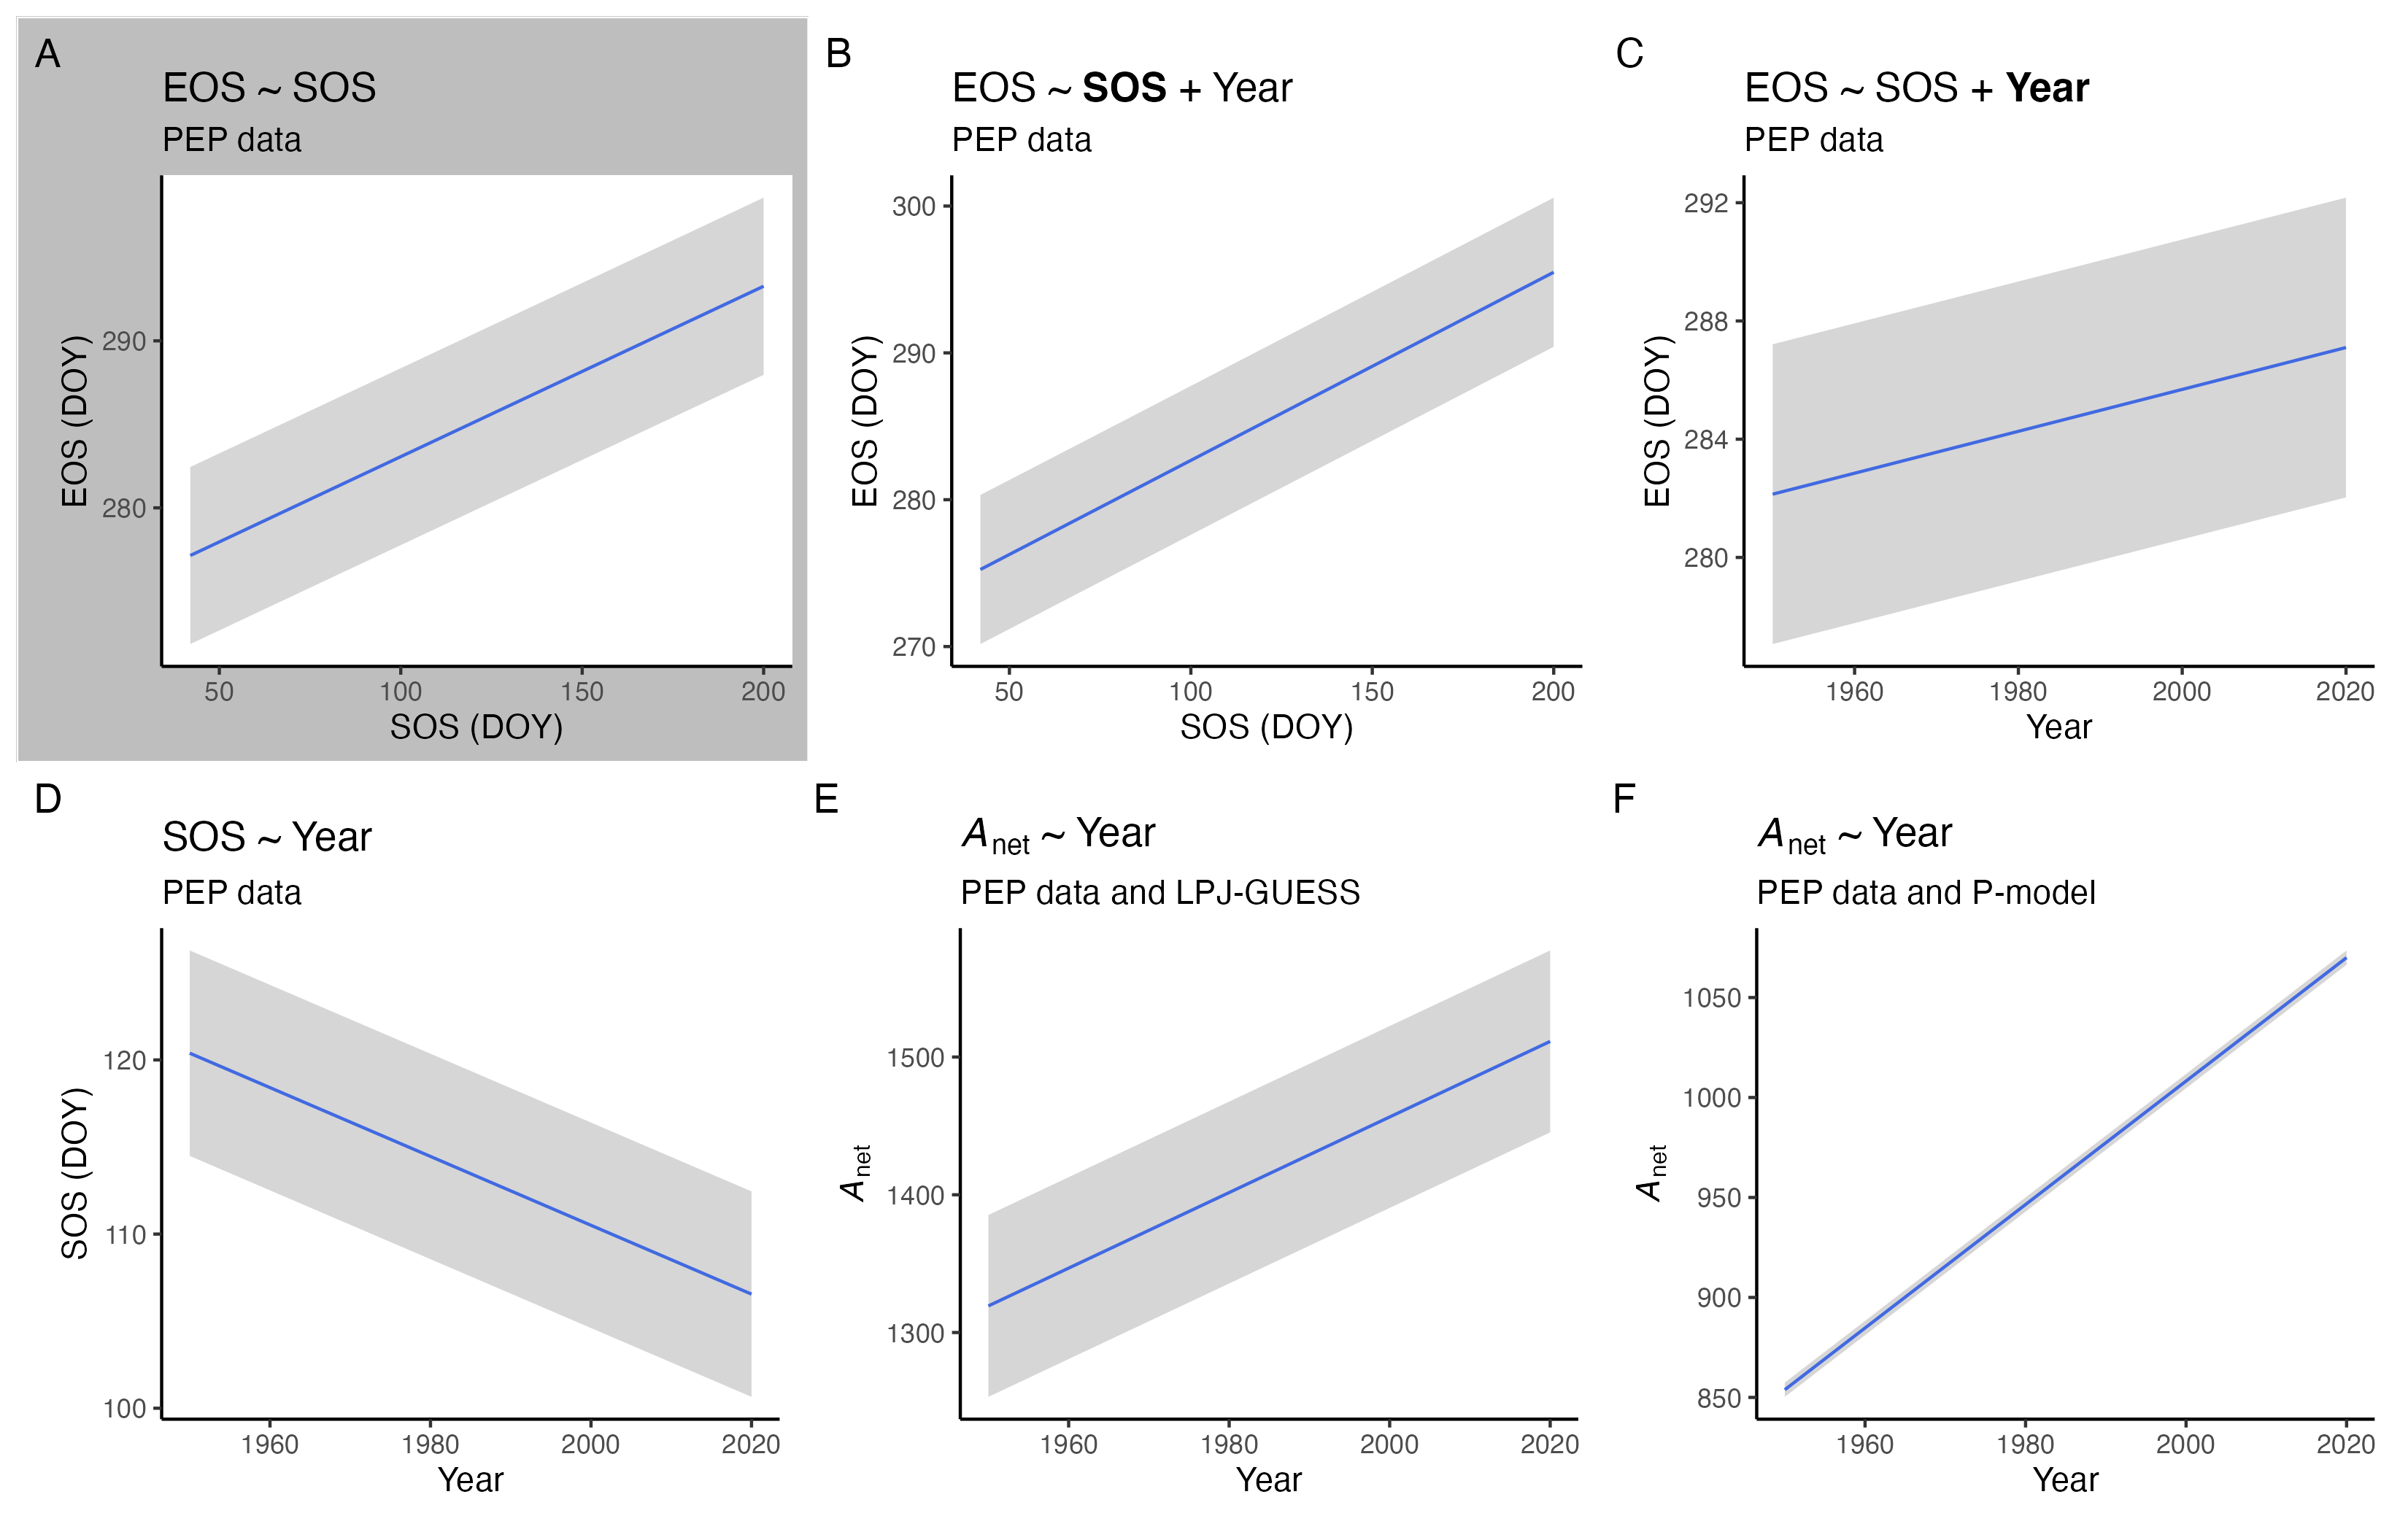 A
EOS ~ SOS
PEP data
EOS (DOY)
290
280
50 100 150 200
SOS (DOY)
B
EOS ~ SOS + Year
PEP data
EOS (DOY)
300
290
280
270
50 100 150 200
SOS (DOY)
C
EOS ~ SOS + Year
PEP data
EOS (DOY)
292
288
284
280
1960 1980 2000 2020
Year
D
SOS ~ Year
PEP data
SOS (DOY)
120
110
100
1960 1980 2000 2020
Year
E
Anet ~ Year
PEP data and LPJ-GUESS
Anet
1500
1400
1300
1960 1980 2000 2020
Year
F
Anet ~ Year
PEP data and P-model
Anet
1050
1000
950
900
850
1960 1980 2000 2020
Year